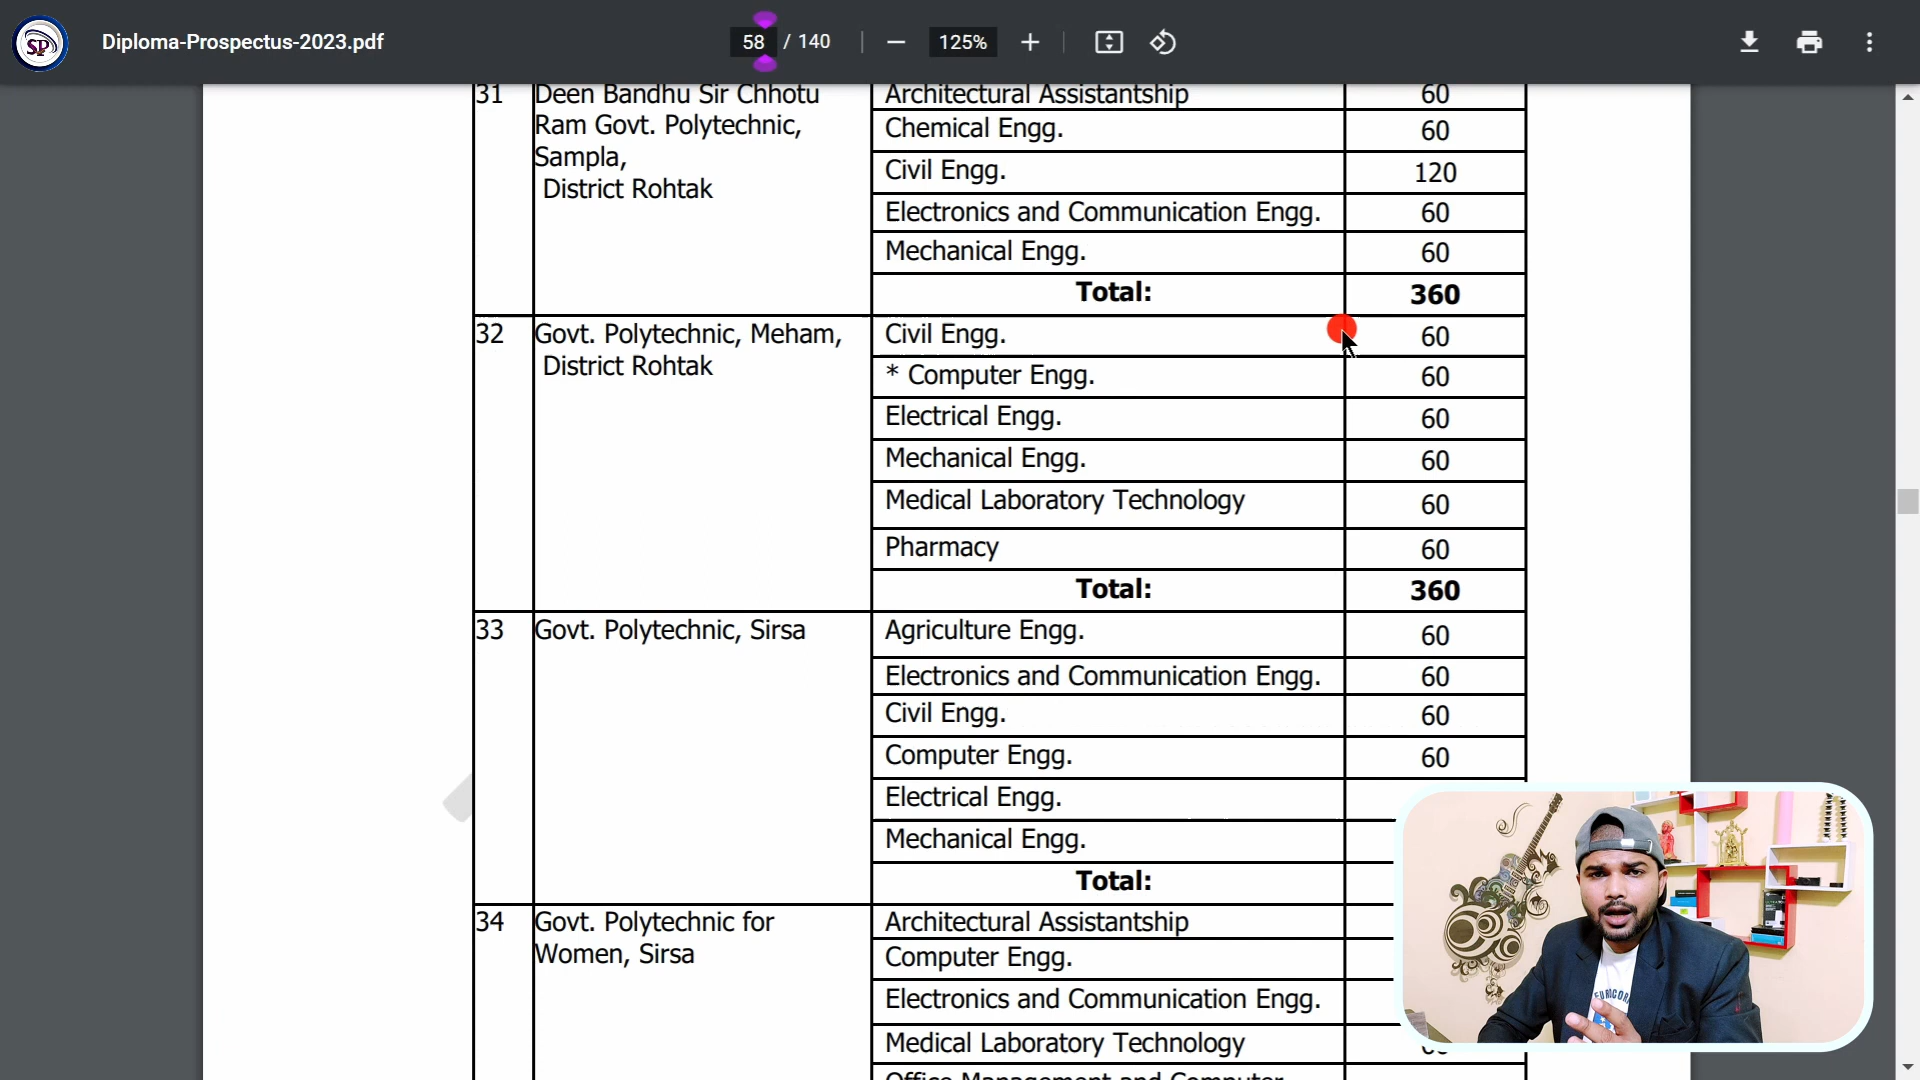 SP
Diploma-Prospectus-2023.pdf
58 / 140
125%
31 Deen Bandhu Sir Chhotu Architectural Assistantship 60
Ram Govt. Polytechnic, Chemical Engg. 60
Sampla, Civil Engg. 120
District Rohtak
Electronics and Communication Engg. 60
Mechanical Engg. 60
Total: 360
32 Govt. Polytechnic, Meham, Civil Engg. 60
District Rohtak * Computer Engg. 60
Electrical Engg. 60
Mechanical Engg. 60
Medical Laboratory Technology 60
Pharmacy 60
Total: 360
33 Govt. Polytechnic, Sirsa Agriculture Engg. 60
Electronics and Communication Engg. 60
Civil Engg. 60
Computer Engg. 60
Electrical Engg.
Mechanical Engg.
Total:
34 Govt. Polytechnic for Architectural Assistantship
Women, Sirsa Computer Engg.
Electronics and Communication Engg.
Medical Laboratory Technology
Office Management and Computer